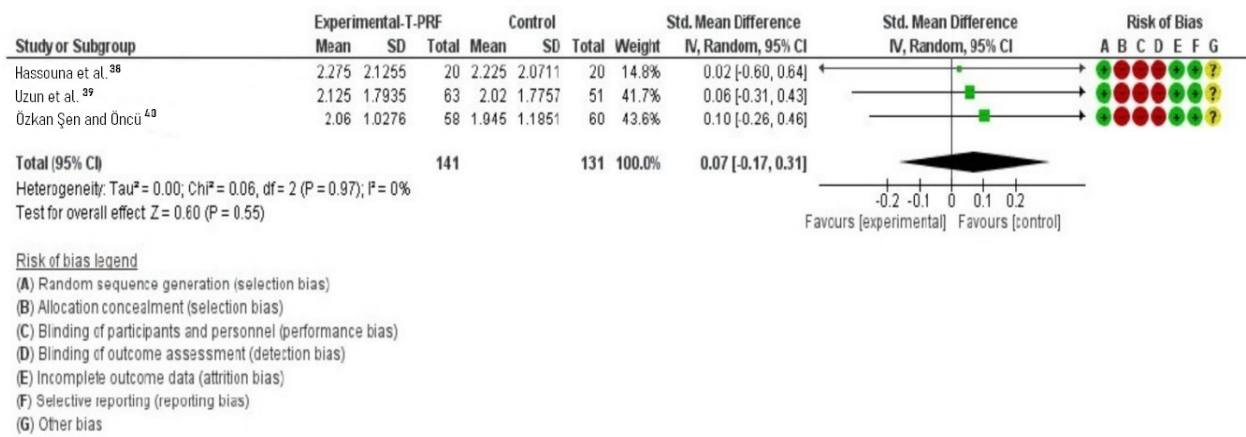 Experimental-T-PRF Control Std. Mean Difference Std. Mean Difference Risk of Bias
Study or Subgroup Mean SD Total Mean SD Total Weight IV, Random, 95% CI IV, Random, 95% CI A B C D E F G
Hassouna et al.³⁸ 2.275 2.1255 20 2.225 2.0711 20 14.8% 0.02 [-0.60, 0.64] + - - - + + ?
Uzun et al. ³⁹ 2.125 1.7935 63 2.02 1.7757 51 41.7% 0.06 [-0.31, 0.43] + - - - + + ?
Özkan Şen and Öncü ⁴⁰ 2.06 1.0276 58 1.945 1.1851 60 43.6% 0.10 [-0.26, 0.46] + - - - + + ?
Total (95% CI) 141 131 100.0% 0.07 [-0.17, 0.31]
Heterogeneity: Tau² = 0.00; Chi² = 0.06, df = 2 (P = 0.97); I² = 0%
Test for overall effect Z = 0.60 (P = 0.55)
-0.2 -0.1 0 0.1 0.2
Favours [experimental] Favours [control]
Risk of bias legend
(A) Random sequence generation (selection bias)
(B) Allocation concealment (selection bias)
(C) Blinding of participants and personnel (performance bias)
(D) Blinding of outcome assessment (detection bias)
(E) Incomplete outcome data (attrition bias)
(F) Selective reporting (reporting bias)
(G) Other bias